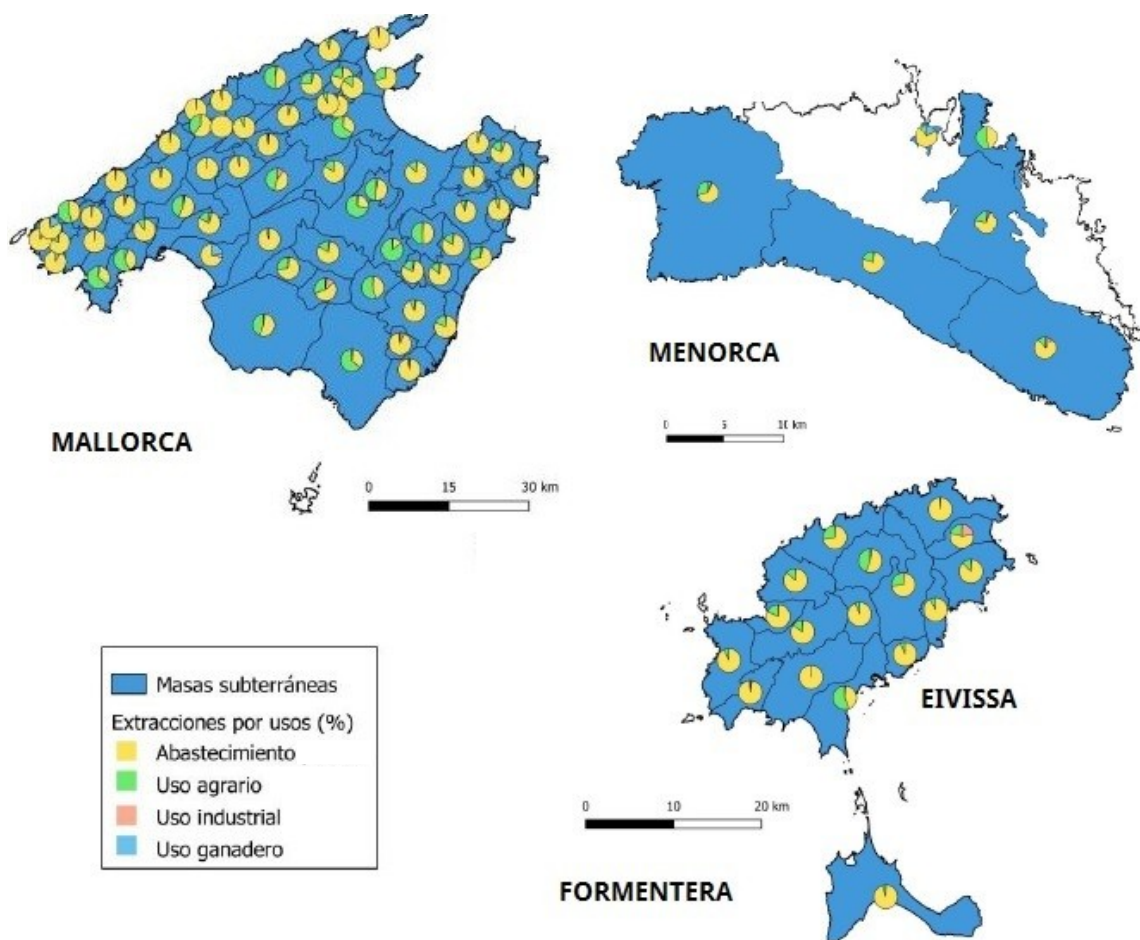 MALLORCA
0 15 30 km
MENORCA
0 5 10 km
Masas subterráneas
Extracciones por usos (%)
Abastecimiento
Uso agrario
Uso industrial
Uso ganadero
EIVISSA
0 10 20 km
FORMENTERA